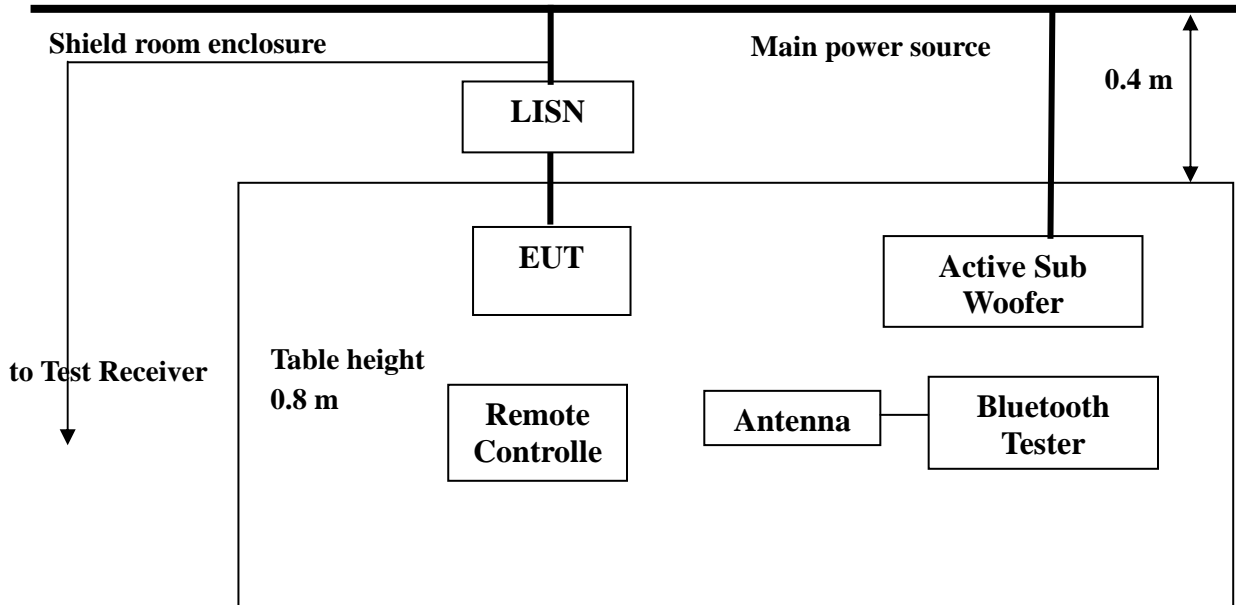 Shield room enclosure
Main power source
0.4 m
LISN
EUT
Active Sub
Woofer
to Test Receiver
Table height
0.8 m
Remote
Controlle
Antenna
Bluetooth
Tester